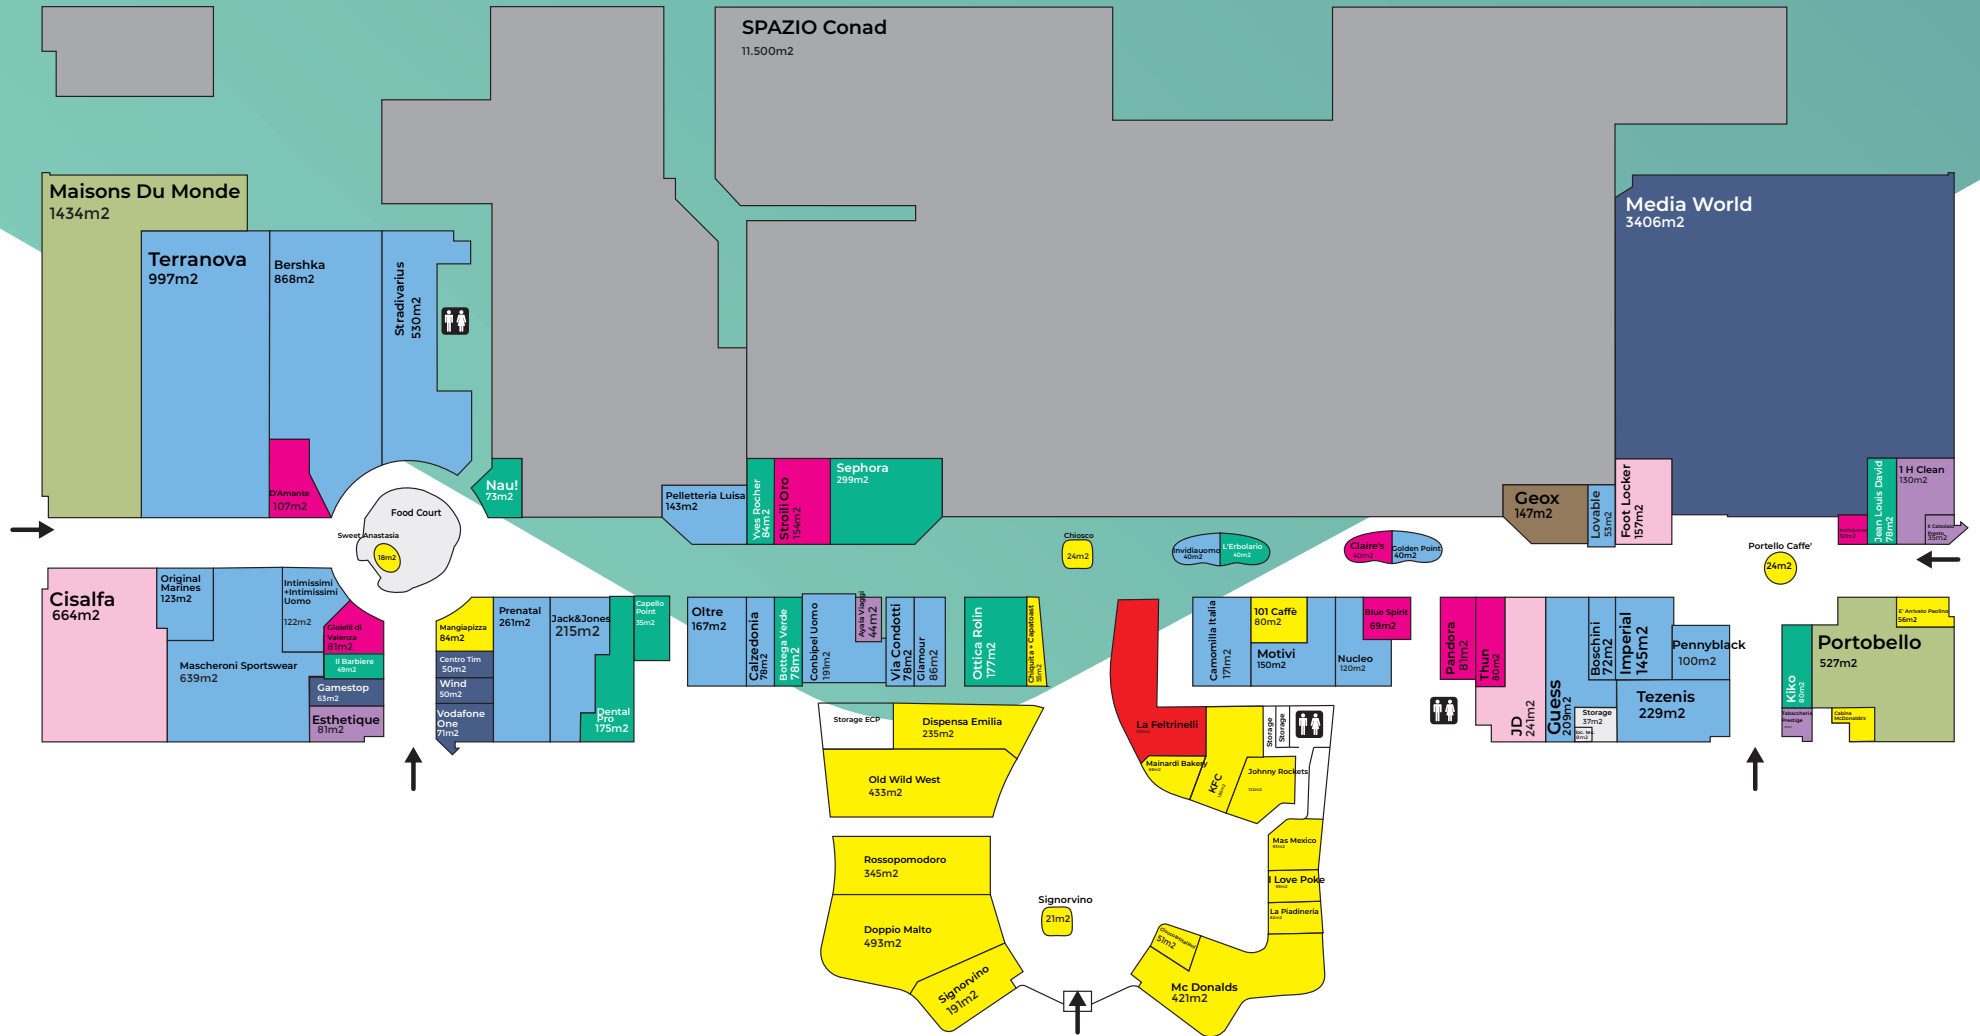 SPAZIO Conad
11.500m2
Maisons Du Monde
1434m2
Terranova
997m2
Bershka
868m2
Stradivarius
530m2
D'Amante
107m2
Media World
3406m2
Nau!
73m2
Pelletteria Luisa
143m2
Yves Rocher
84m2
Stroili Oro
154m2
Sephora
299m2
Geox
147m2
Lovable
53m2
Foot Locker
157m2
Jean Louis David
78m2
1 H Clean
130m2
35m2
Food Court
Sweet Anastasia
18m2
Chiosco
24m2
Invidiauomo
40m2
L'Erbolario
40m2
Claire's
40m2
Golden Point
40m2
Portello Caffe'
24m2
Cisalfa
664m2
Original
Marines
123m2
Intimissimi
+Intimissimi
Uomo
122m2
Gioielli di
Valenza
81m2
Mascheroni Sportswear
639m2
Il Barbiere
49m2
Gamestop
63m2
Esthetique
81m2
Mangiapizza
84m2
Centro Tim
50m2
Wind
50m2
Vodafone
One
71m2
Prenatal
261m2
Jack&Jones
215m2
Capello
Point
35m2
Dental
Pro
175m2
Oltre
167m2
Calzedonia
78m2
Bottega Verde
78m2
Conbipel Uomo
191m2
Ayala Viaggi
44m2
Via Condotti
78m2
Glamour
86m2
Ottica Rolin
177m2
Chiquita + Capatoast
55m2
La Feltrinelli
Camomilla Italia
171m2
101 Caffè
80m2
Motivi
150m2
Nucleo
120m2
Blue Spirit
69m2
Pandora
81m2
Thun
80m2
JD
241m2
Guess
209m2
Boschini
72m2
Imperial
145m2
Pennyblack
100m2
Storage
37m2
loc. tec.
8m2
Tezenis
229m2
Kiko
80m2
Tabaccheria
Prestige
E' Arrivato Paolino
56m2
Portobello
527m2
Cabina
McDonald's
Storage ECP
Dispensa Emilia
235m2
Old Wild West
433m2
Mainardi Bakery
KFC
Storage
Storage
Johnny Rockets
122m2
Rossopomodoro
345m2
Doppio Malto
493m2
Signorvino
191m2
Signorvino
21m2
Mas Mexico
I Love Poke
La Piadineria
51m2
Mc Donalds
421m2